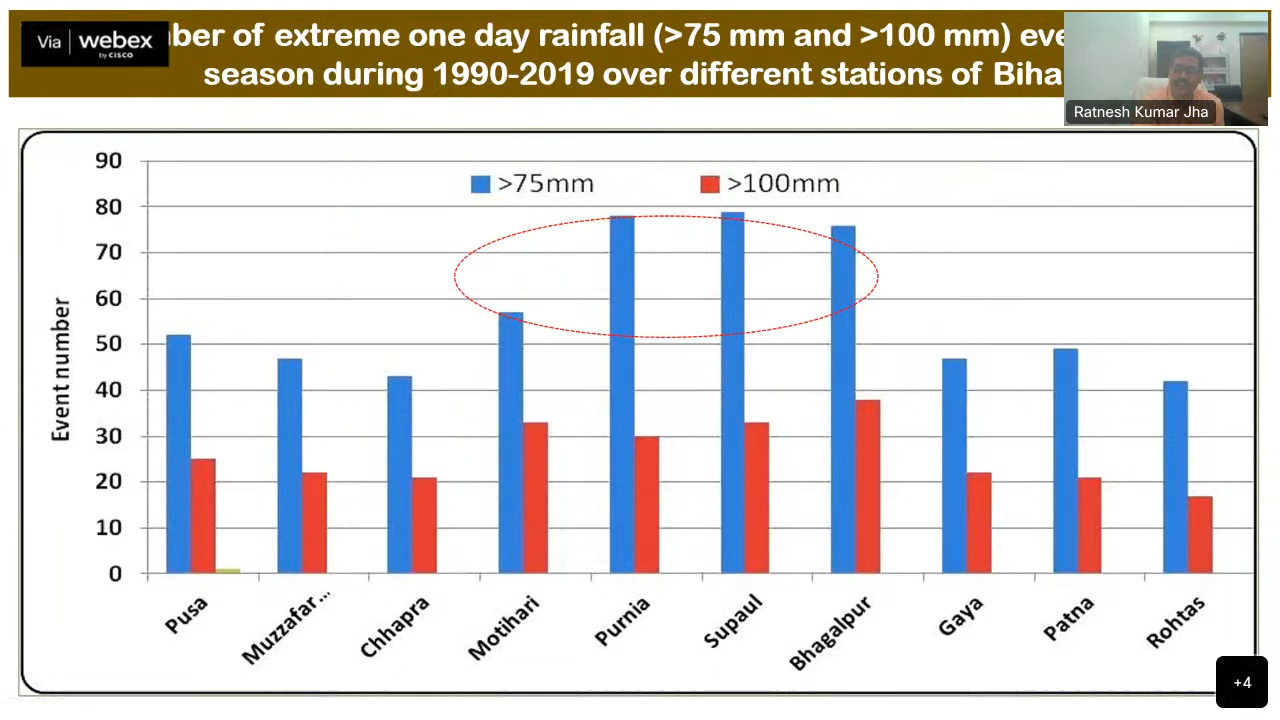 Via webex
by CISCO
ber of extreme one day rainfall (>75 mm and >100 mm) eve
season during 1990-2019 over different stations of Biha
Ratnesh Kumar Jha
>75mm >100mm
Event number
90
80
70
60
50
40
30
20
10
0
Pusa
Muzzafar...
Chhapra
Motihari
Purnia
Supaul
Bhagalpur
Gaya
Patna
Rohtas
+4